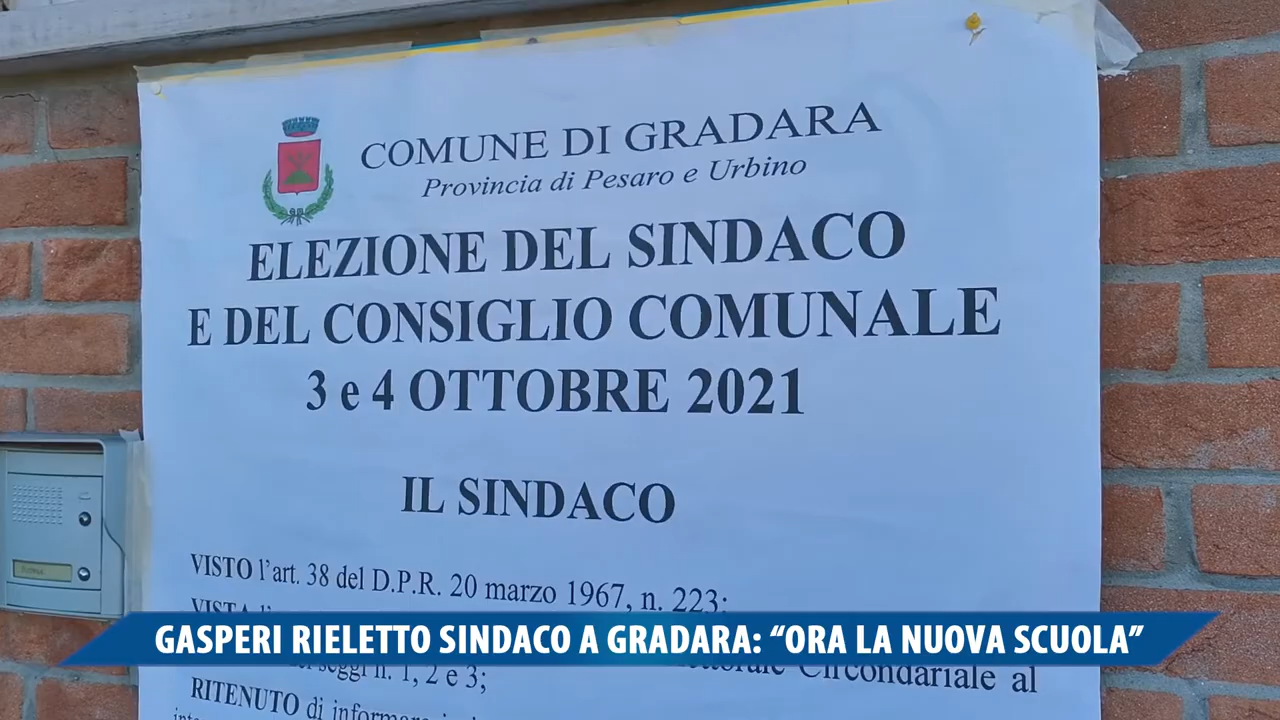 COMUNE DI GRADARA
Provincia di Pesaro e Urbino
ELEZIONE DEL SINDACO
E DEL CONSIGLIO COMUNALE
3 e 4 OTTOBRE 2021
IL SINDACO
VISTO l'art. 38 del D.P.R. 20 marzo 1967, n. 223;
VISTA
GASPERI RIELETTO SINDACO A GRADARA: “ORA LA NUOVA SCUOLA”
Circondariale al
seggi n. 1, 2 e 3;
RITENUTO di